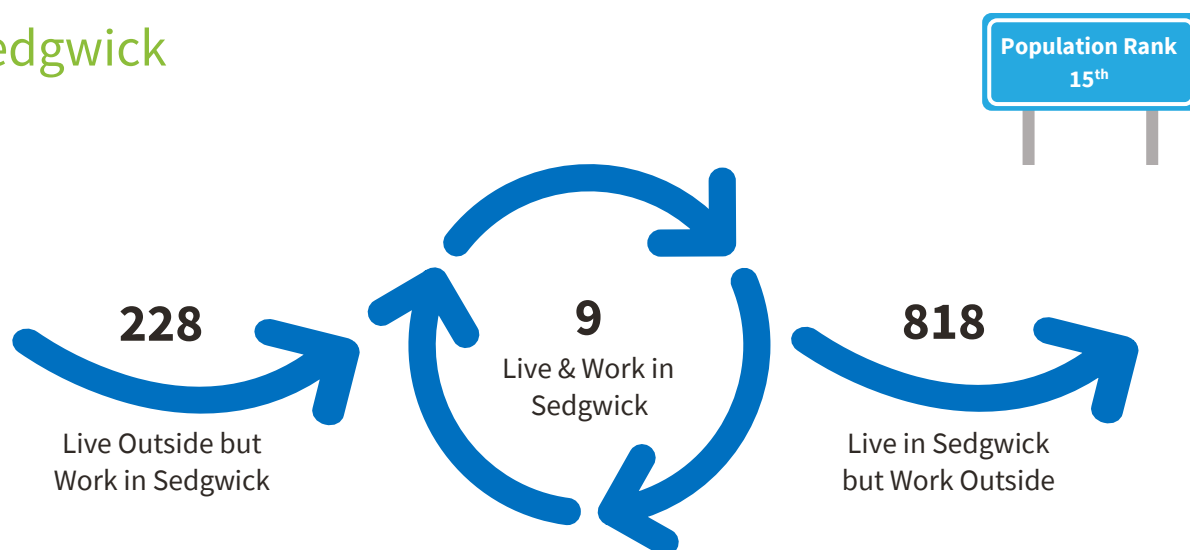 edgwick
Population Rank
15th
228
Live Outside but
Work in Sedgwick
9
Live & Work in
Sedgwick
818
Live in Sedgwick
but Work Outside